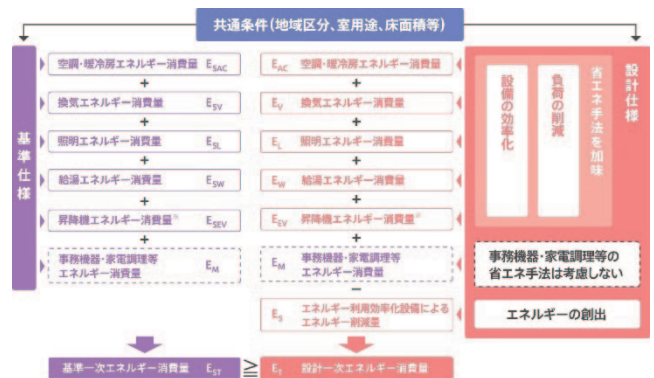 共通条件(地域区分、室用途、床面積等)
基準仕様
空調・暖冷房エネルギー消費量 ESAC
+
換気エネルギー消費量 ESV
+
照明エネルギー消費量 ESL
+
給湯エネルギー消費量 ESW
+
昇降機エネルギー消費量※ ESEV
+
事務機器・家電調理等
エネルギー消費量 EM
基準一次エネルギー消費量 EST
≧
EAC 空調・暖冷房エネルギー消費量
+
EV 換気エネルギー消費量
+
EL 照明エネルギー消費量
+
EW 給湯エネルギー消費量
+
EEV 昇降機エネルギー消費量※
+
EM 事務機器・家電調理等
エネルギー消費量
−
ES エネルギー利用効率化設備による
エネルギー削減量
ET 設計一次エネルギー消費量
設計仕様
省エネ手法を加味
負荷の削減
設備の効率化
事務機器・家電調理等の
省エネ手法は考慮しない
エネルギーの創出